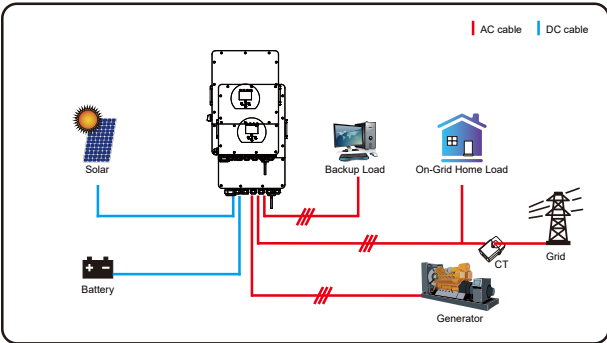 AC cable
DC cable
Solar
Backup Load
On-Grid Home Load
CT
Grid
Battery
Generator